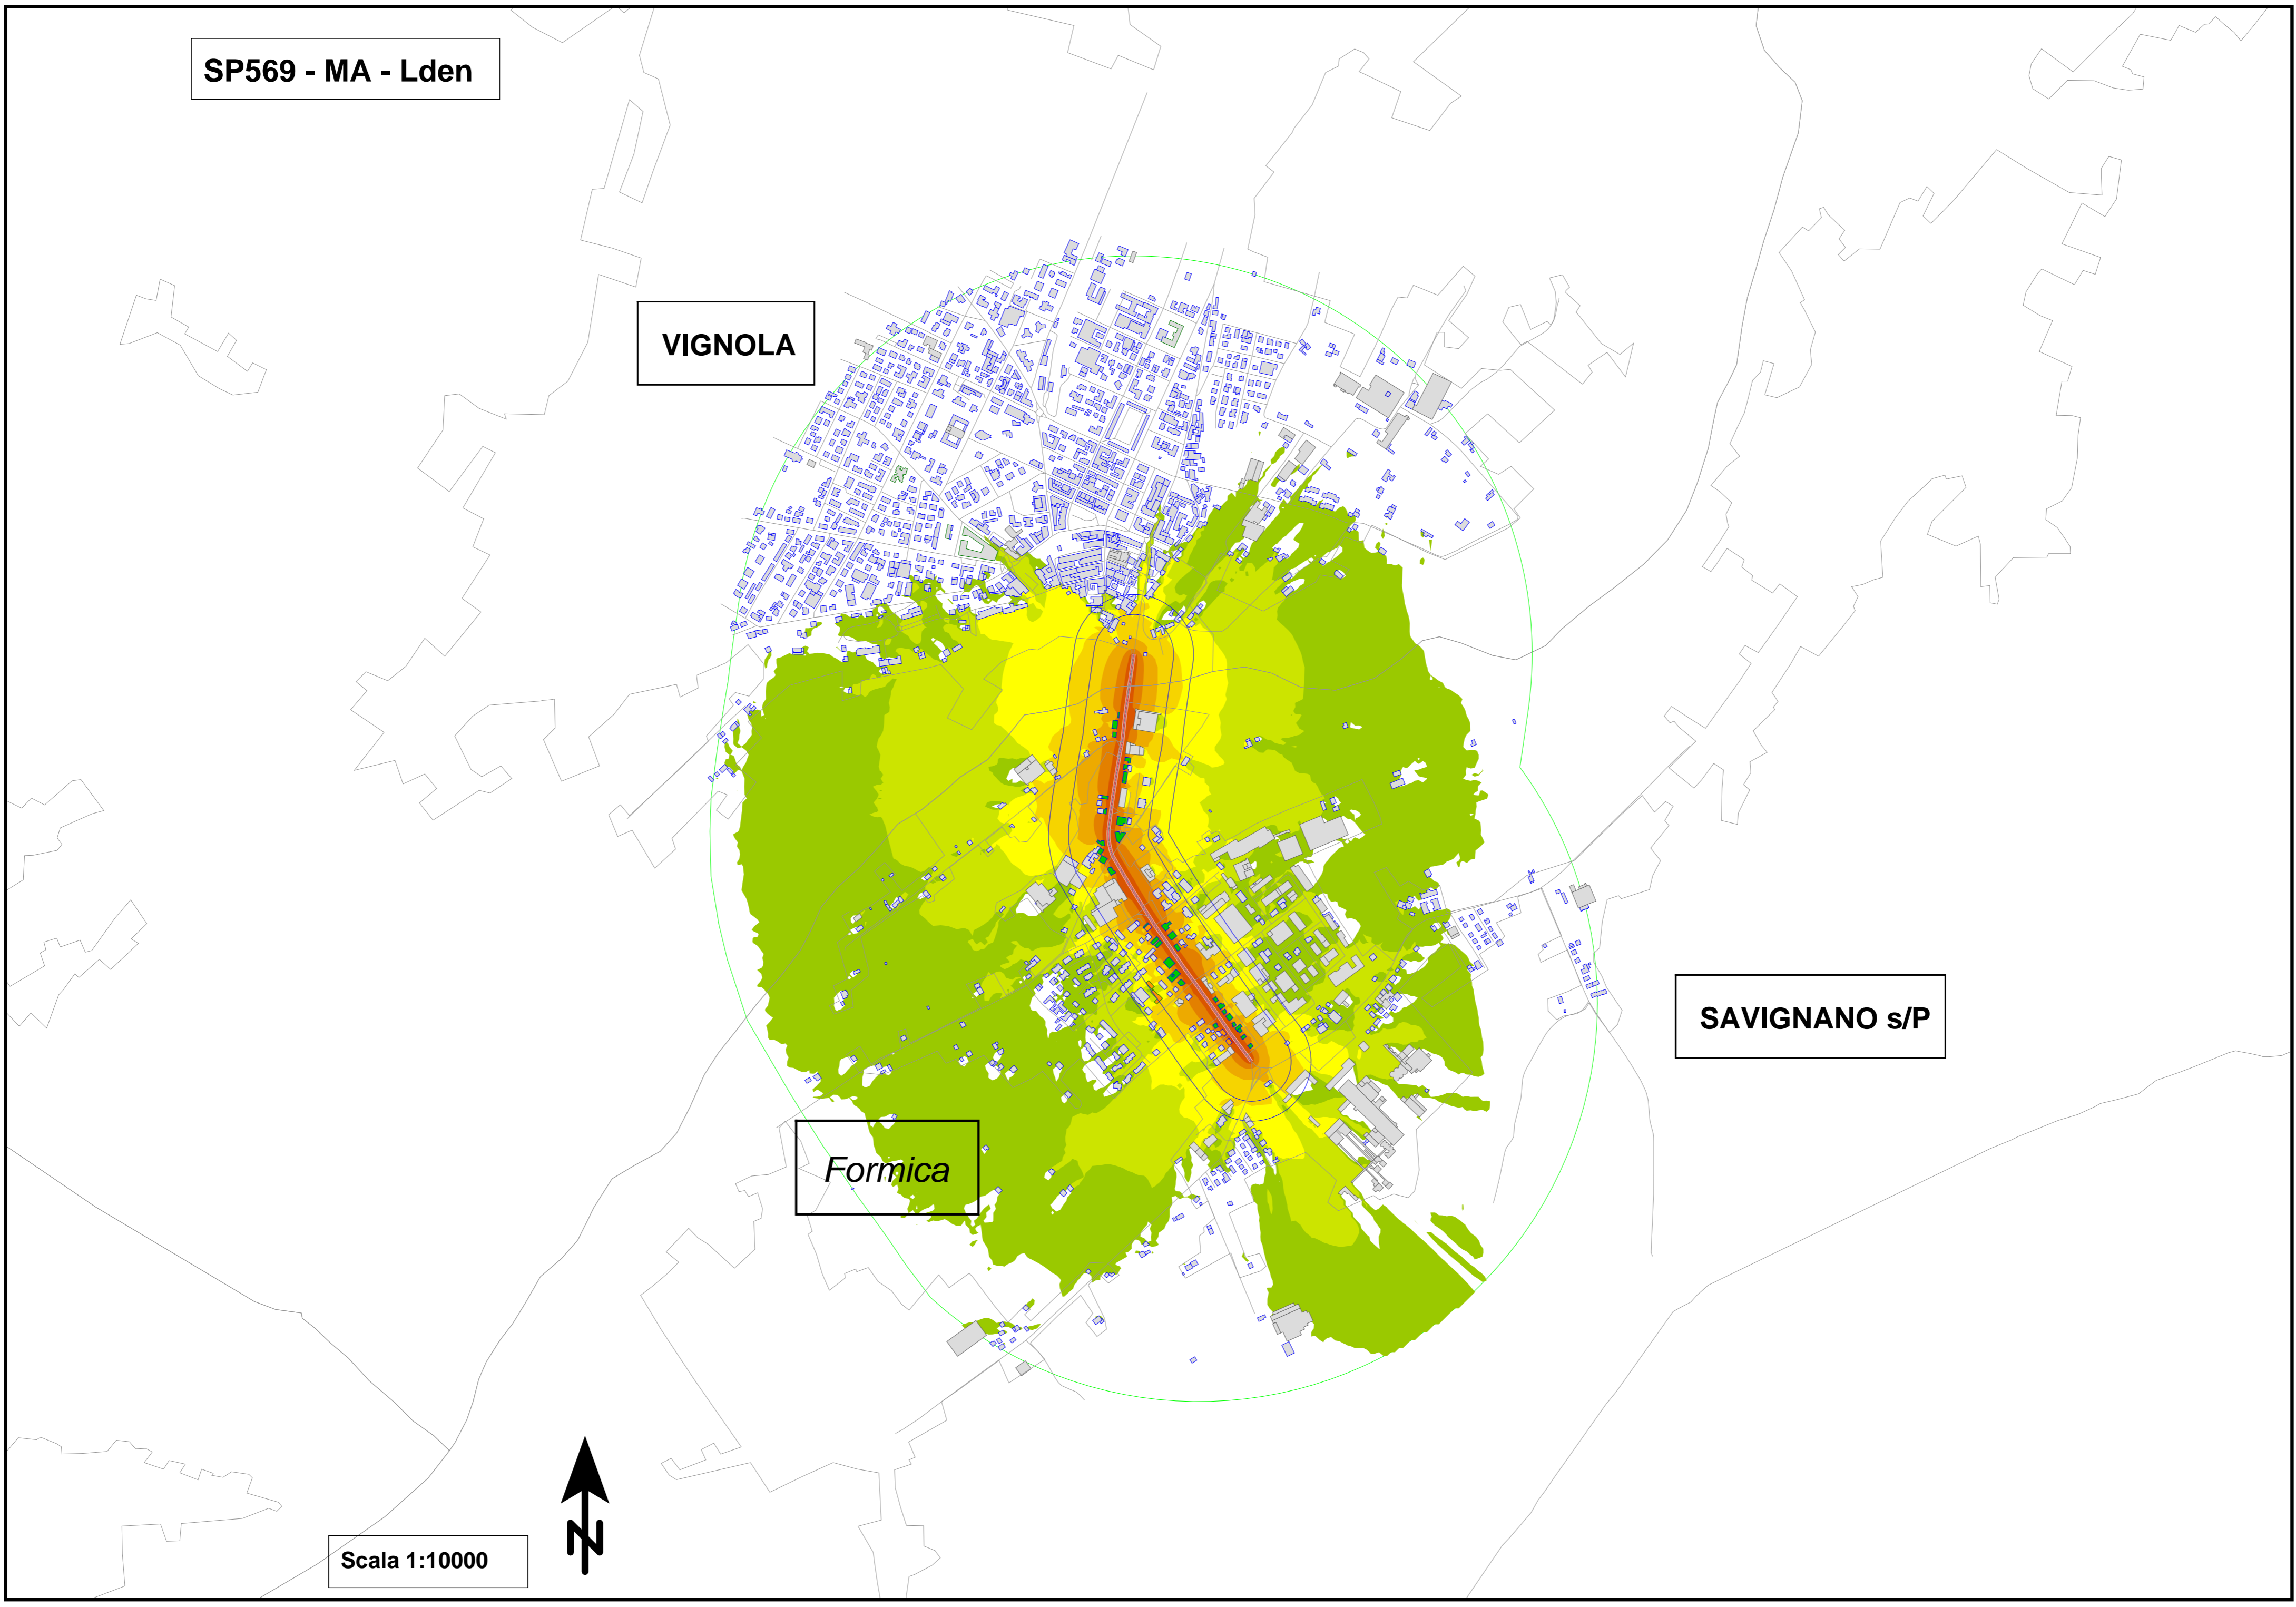 SP569 - MA - Lden
VIGNOLA
SAVIGNANO s/P
Formica
Scala 1:10000
N